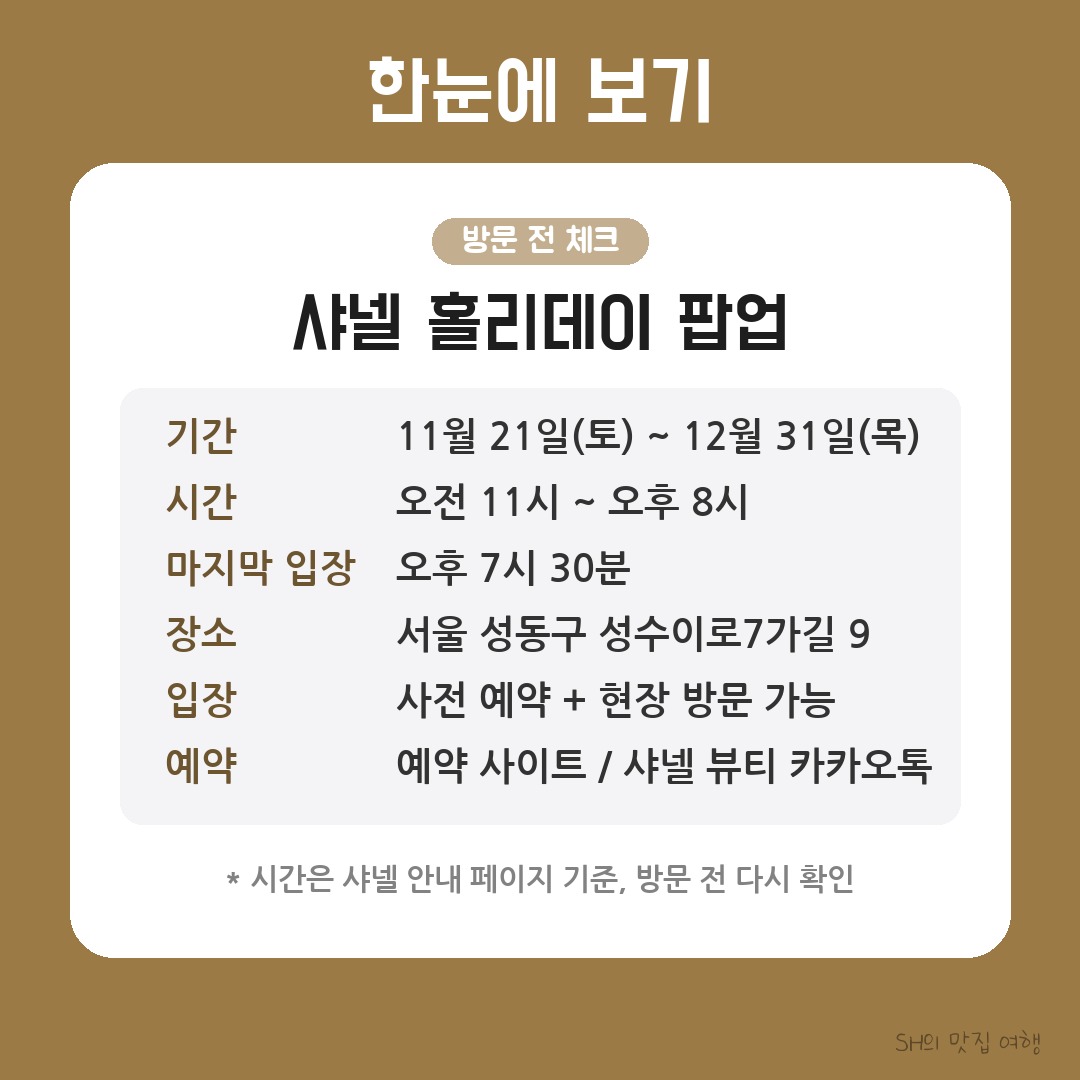 한눈에 보기
방문 전 체크
샤넬 홀리데이 팝업
기간 11월 21일(토) ~ 12월 31일(목)
시간 오전 11시 ~ 오후 8시
마지막 입장 오후 7시 30분
장소 서울 성동구 성수이로7가길 9
입장 사전 예약 + 현장 방문 가능
예약 예약 사이트 / 샤넬 뷰티 카카오톡
* 시간은 샤넬 안내 페이지 기준, 방문 전 다시 확인
SH의 맛집 여행